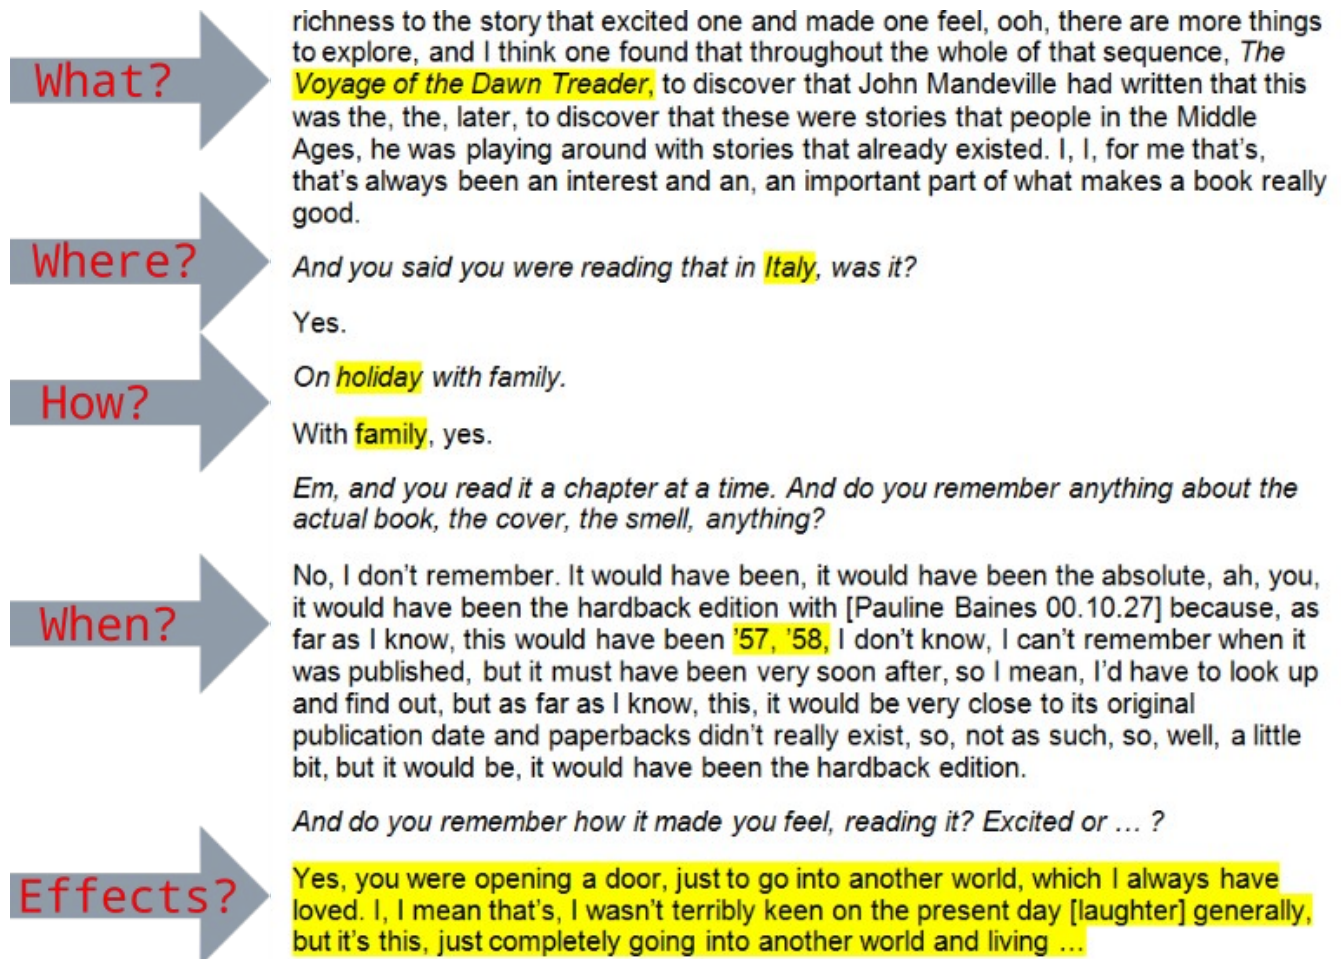 richness to the story that excited one and made one feel, ooh, there are more things
to explore, and I think one found that throughout the whole of that sequence, The
What?
Voyage of the Dawn Treader, to discover that John Mandeville had written that this
was the, the, later, to discover that these were stories that people in the Middle
Ages, he was playing around with stories that already existed. I, I, for me that's,
that's always been an interest and an, an important part of what makes a book really
good.
Where?
And you said you were reading that in Italy, was it?
Yes.
On holiday with family.
How?
With family, yes.
Em, and you read it a chapter at a time. And do you remember anything about the
actual book, the cover, the smell, anything?
No, I don't remember. It would have been, it would have been the absolute, ah, you,
it would have been the hardback edition with [Pauline Baines 00.10.27] because, as
When?
far as I know, this would have been '57, '58, I don't know, I can't remember when it
was published, but it must have been very soon after, so I mean, I'd have to look up
and find out, but as far as I know, this, it would be very close to its original
publication date and paperbacks didn't really exist, so, not as such, so, well, a little
bit, but it would be, it would have been the hardback edition.
And do you remember how it made you feel, reading it? Excited or … ?
Effects?
Yes, you were opening a door, just to go into another world, which I always have
loved. I, I mean that's, I wasn't terribly keen on the present day [laughter] generally,
but it's this, just completely going into another world and living …